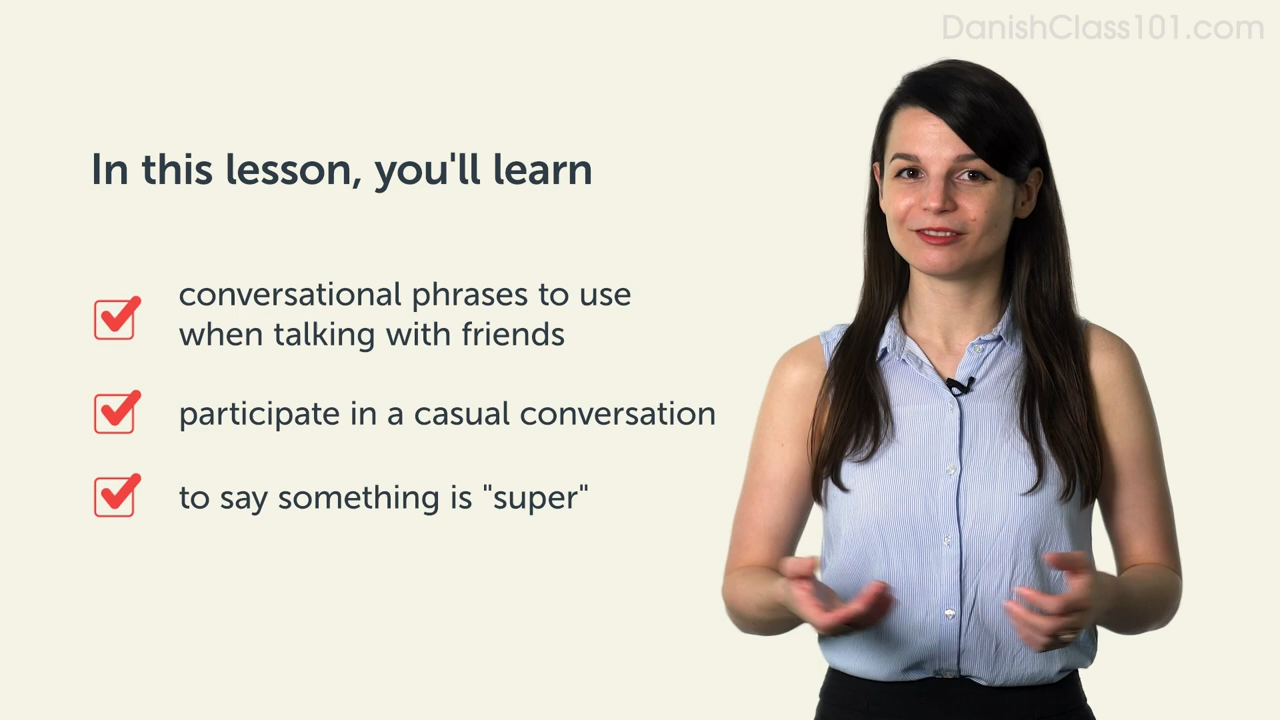 DanishClass101.com
In this lesson, you'll learn
conversational phrases to use
when talking with friends
participate in a casual conversation
to say something is "super"